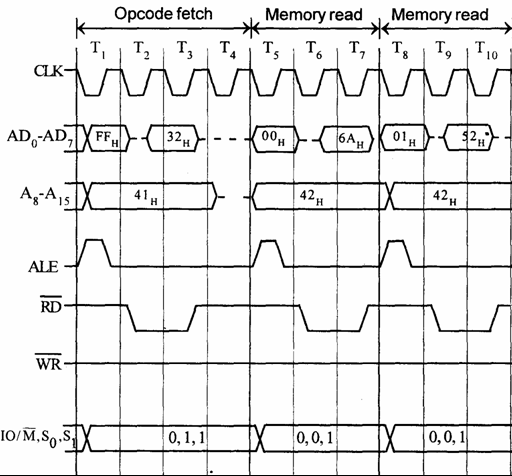 Opcode fetch Memory read Memory read
T1 T2 T3 T4 T5 T6 T7 T8 T9 T10
CLK
AD0-AD7 FFH 32H 00H 6AH 01H 52H
A8-A15 41H 42H 42H
ALE
RD
WR
IO/M,S0,S1 0,1,1 0,0,1 0,0,1